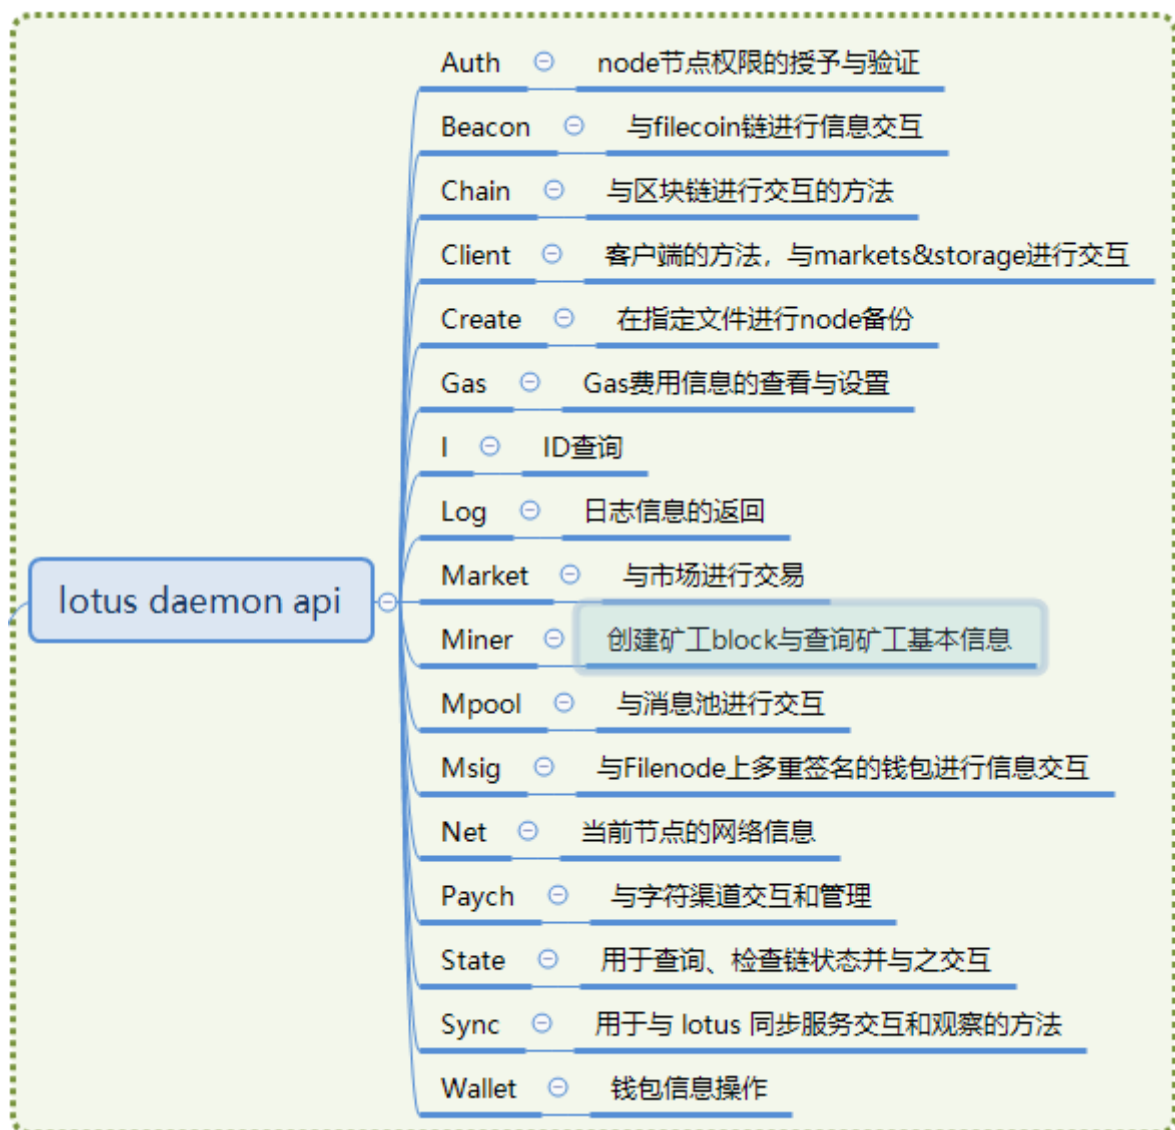 Auth node节点权限的授予与验证
Beacon 与filecoin链进行信息交互
Chain 与区块链进行交互的方法
Client 客户端的方法，与markets&storage进行交互
Create 在指定文件进行node备份
Gas Gas费用信息的查看与设置
I ID查询
Log 日志信息的返回
Market 与市场进行交易
lotus daemon api
Miner 创建矿工block与查询矿工基本信息
Mpool 与消息池进行交互
Msig 与Filenode上多重签名的钱包进行信息交互
Net 当前节点的网络信息
Paych 与字符渠道交互和管理
State 用于查询、检查链状态并与之交互
Sync 用于与 lotus 同步服务交互和观察的方法
Wallet 钱包信息操作